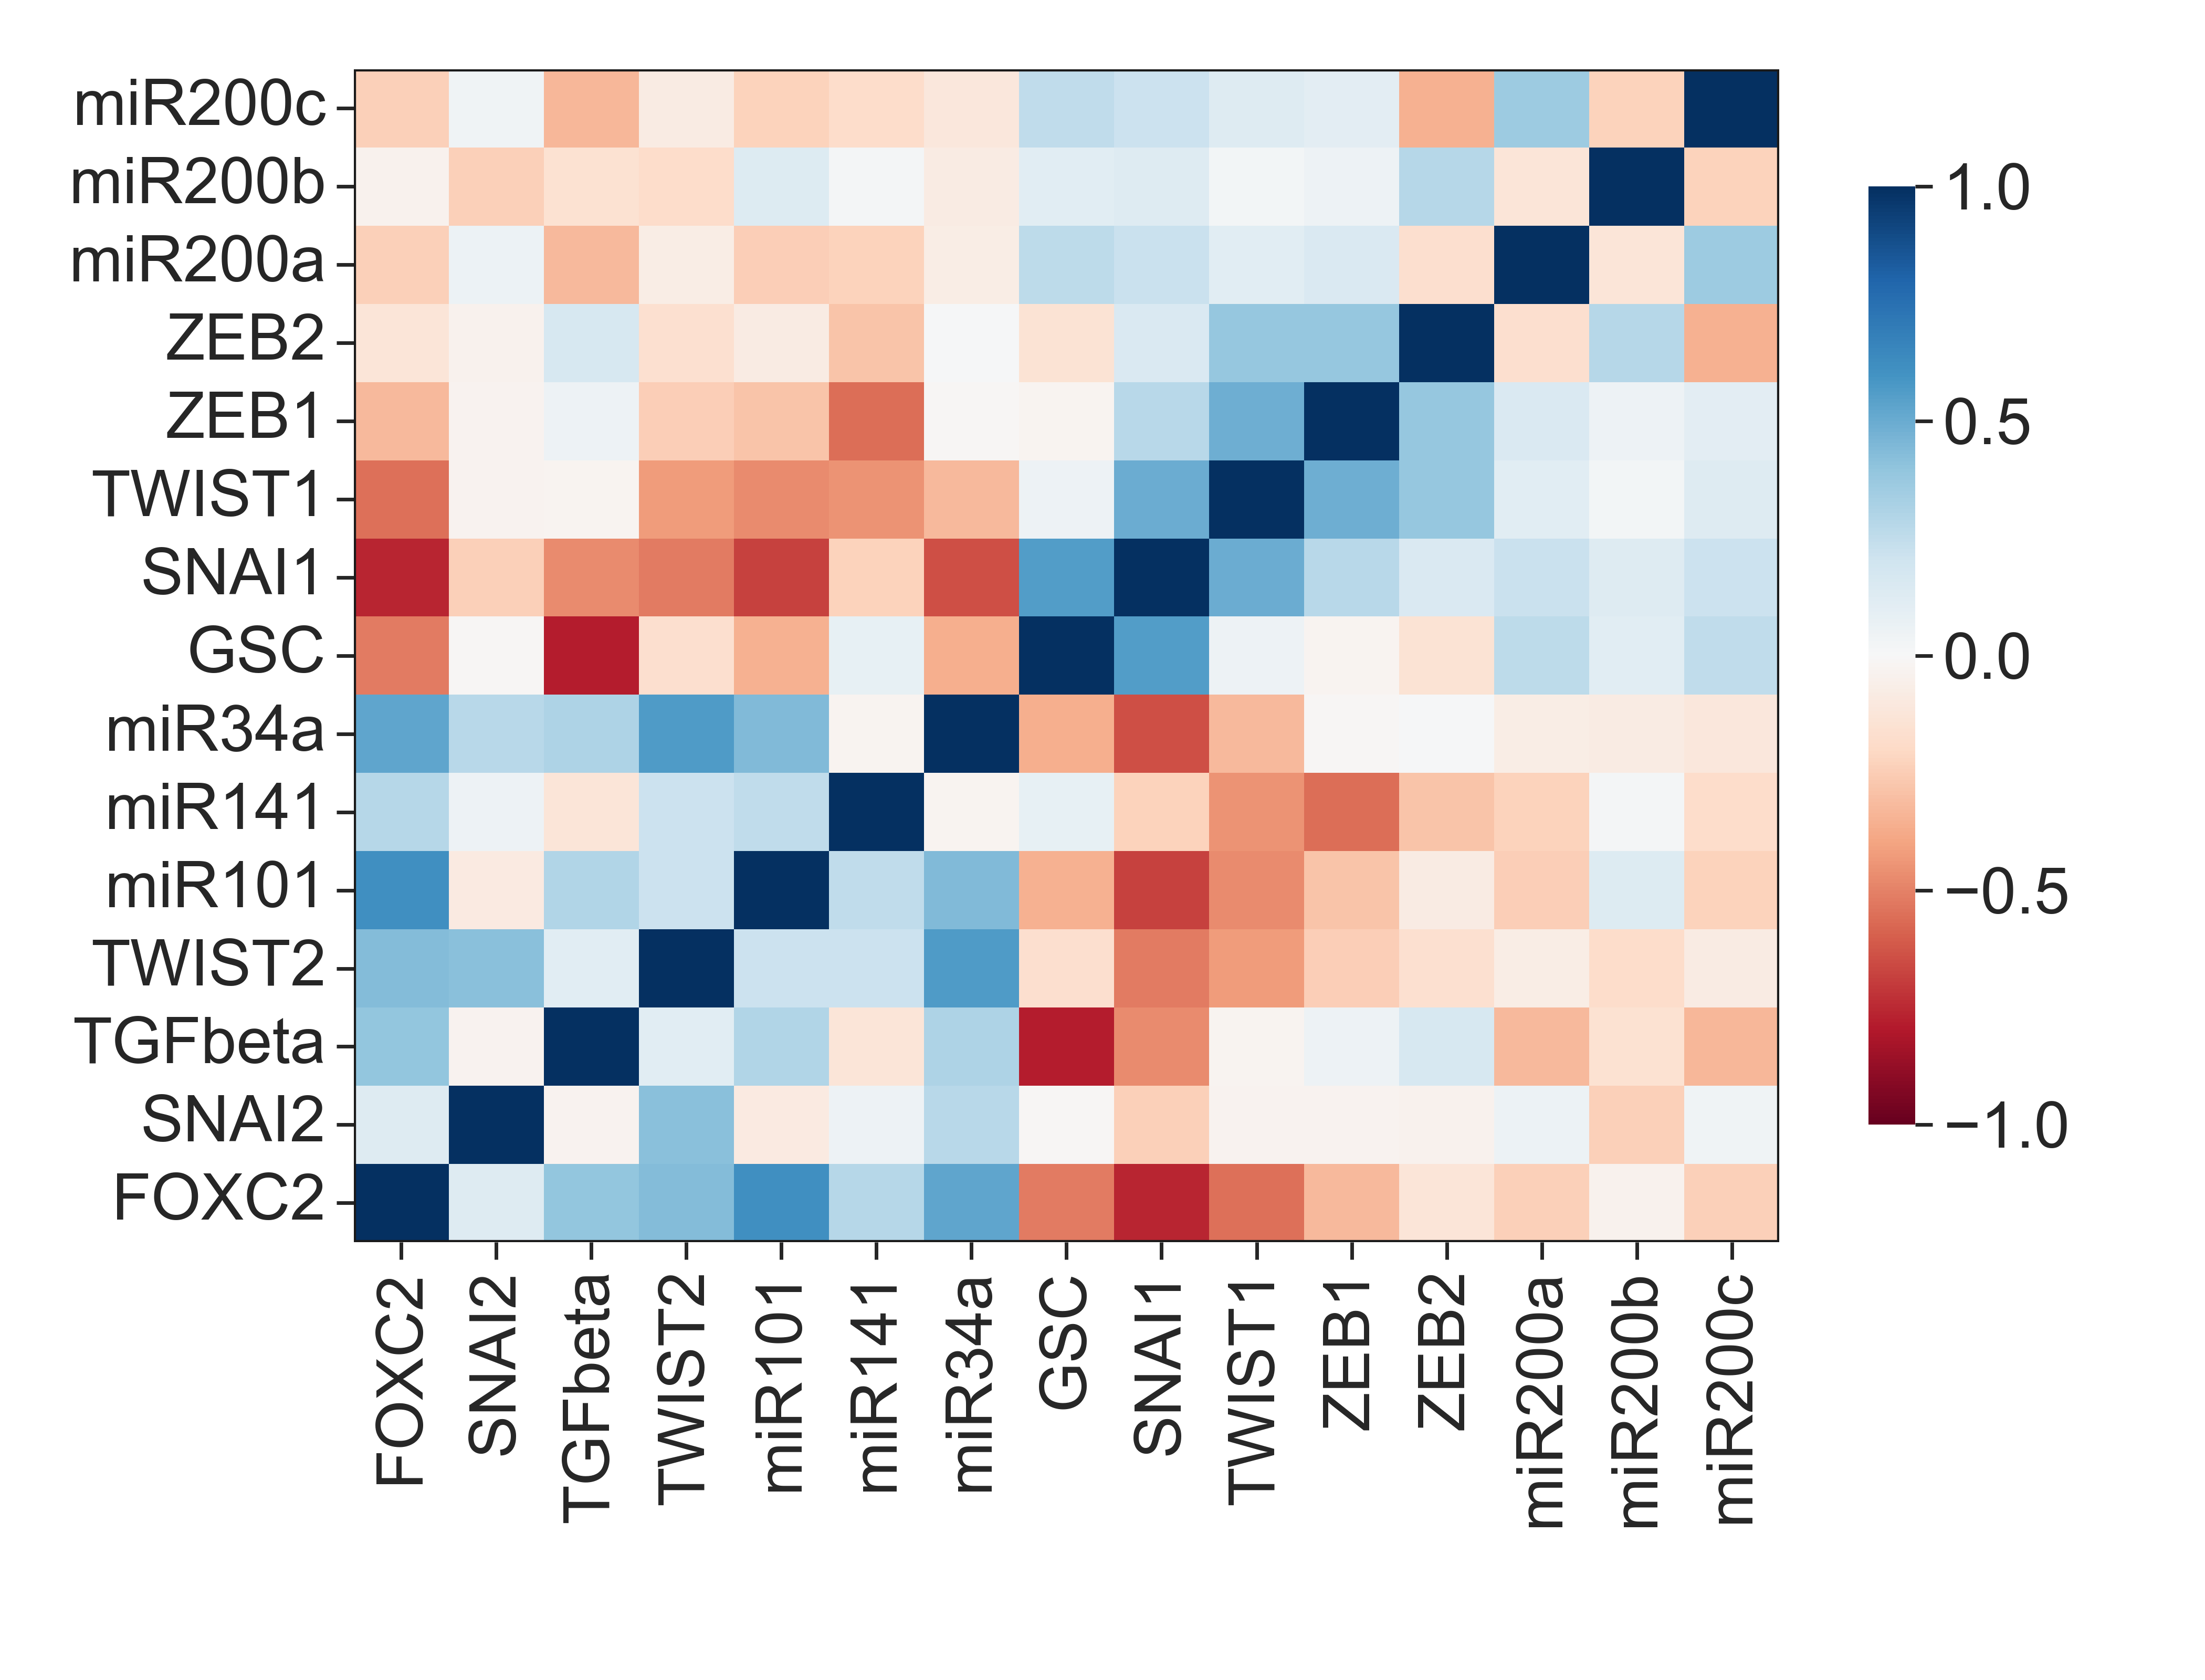 miR200c
miR200b
miR200a
ZEB2
ZEB1
TWIST1
SNAI1
GSC
miR34a
miR141
miR101
TWIST2
TGFbeta
SNAI2
FOXC2
FOXC2
SNAI2
TGFbeta
TWIST2
miR101
miR141
miR34a
GSC
SNAI1
TWIST1
ZEB1
ZEB2
miR200a
miR200b
miR200c
1.0
0.5
0.0
−0.5
−1.0